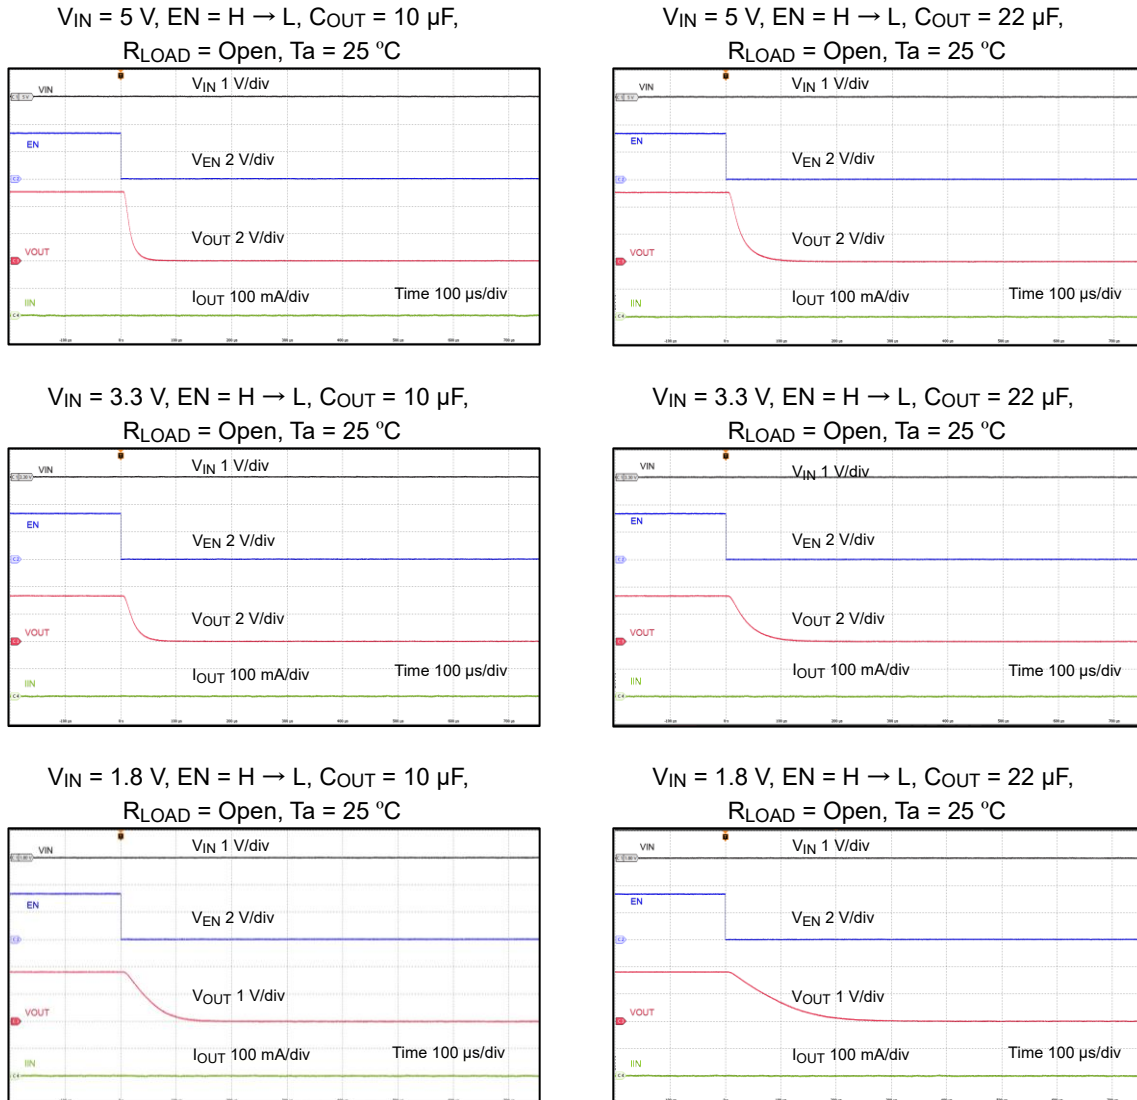 VIN = 5 V, EN = H → L, COUT = 10 µF,
RLOAD = Open, Ta = 25 ºC
VIN
VIN 1 V/div
EN
VEN 2 V/div
VOUT 2 V/div
VOUT
IOUT 100 mA/div
Time 100 µs/div
IIN
VIN = 5 V, EN = H → L, COUT = 22 µF,
RLOAD = Open, Ta = 25 ºC
VIN
VIN 1 V/div
EN
VEN 2 V/div
VOUT 2 V/div
VOUT
IOUT 100 mA/div
Time 100 µs/div
IIN
VIN = 3.3 V, EN = H → L, COUT = 10 µF,
RLOAD = Open, Ta = 25 ºC
VIN
VIN 1 V/div
EN
VEN 2 V/div
VOUT 2 V/div
VOUT
IOUT 100 mA/div
Time 100 µs/div
IIN
VIN = 3.3 V, EN = H → L, COUT = 22 µF,
RLOAD = Open, Ta = 25 ºC
VIN
VIN 1 V/div
EN
VEN 2 V/div
VOUT 2 V/div
VOUT
IOUT 100 mA/div
Time 100 µs/div
IIN
VIN = 1.8 V, EN = H → L, COUT = 10 µF,
RLOAD = Open, Ta = 25 ºC
VIN
VIN 1 V/div
EN
VEN 2 V/div
VOUT 1 V/div
VOUT
IOUT 100 mA/div
Time 100 µs/div
IIN
VIN = 1.8 V, EN = H → L, COUT = 22 µF,
RLOAD = Open, Ta = 25 ºC
VIN
VIN 1 V/div
EN
VEN 2 V/div
VOUT 1 V/div
VOUT
IOUT 100 mA/div
Time 100 µs/div
IIN